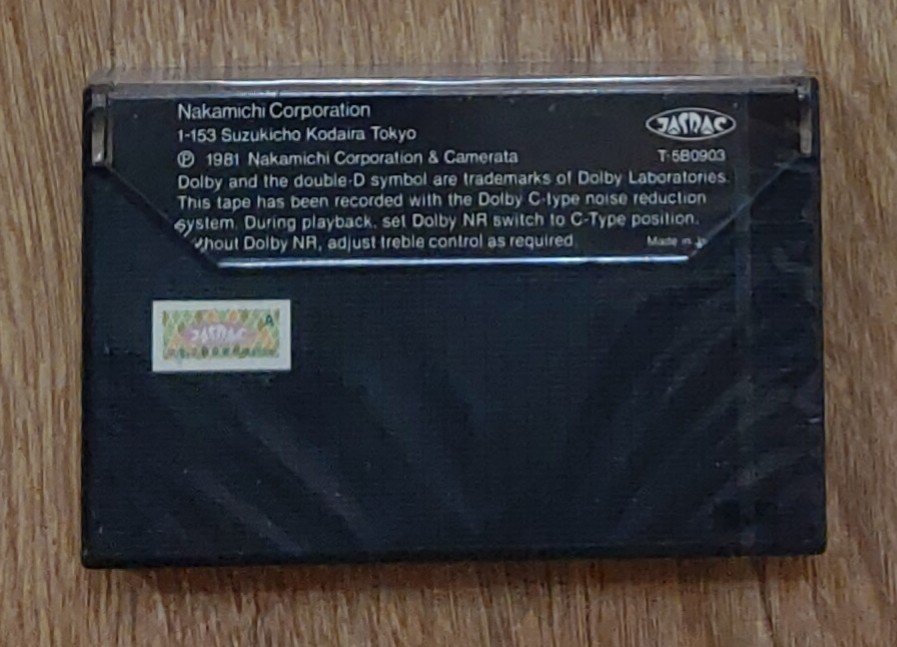 Nakamichi Corporation
1-153 Suzukicho Kodaira Tokyo
JASRAC
℗ 1981 Nakamichi Corporation & Camerata
T-5B0903
Dolby and the double-D symbol are trademarks of Dolby Laboratories.
This tape has been recorded with the Dolby C-type noise reduction
system. During playback, set Dolby NR switch to C-Type position.
Dolby NR, adjust treble control as required.
Made in
JASRAC
A